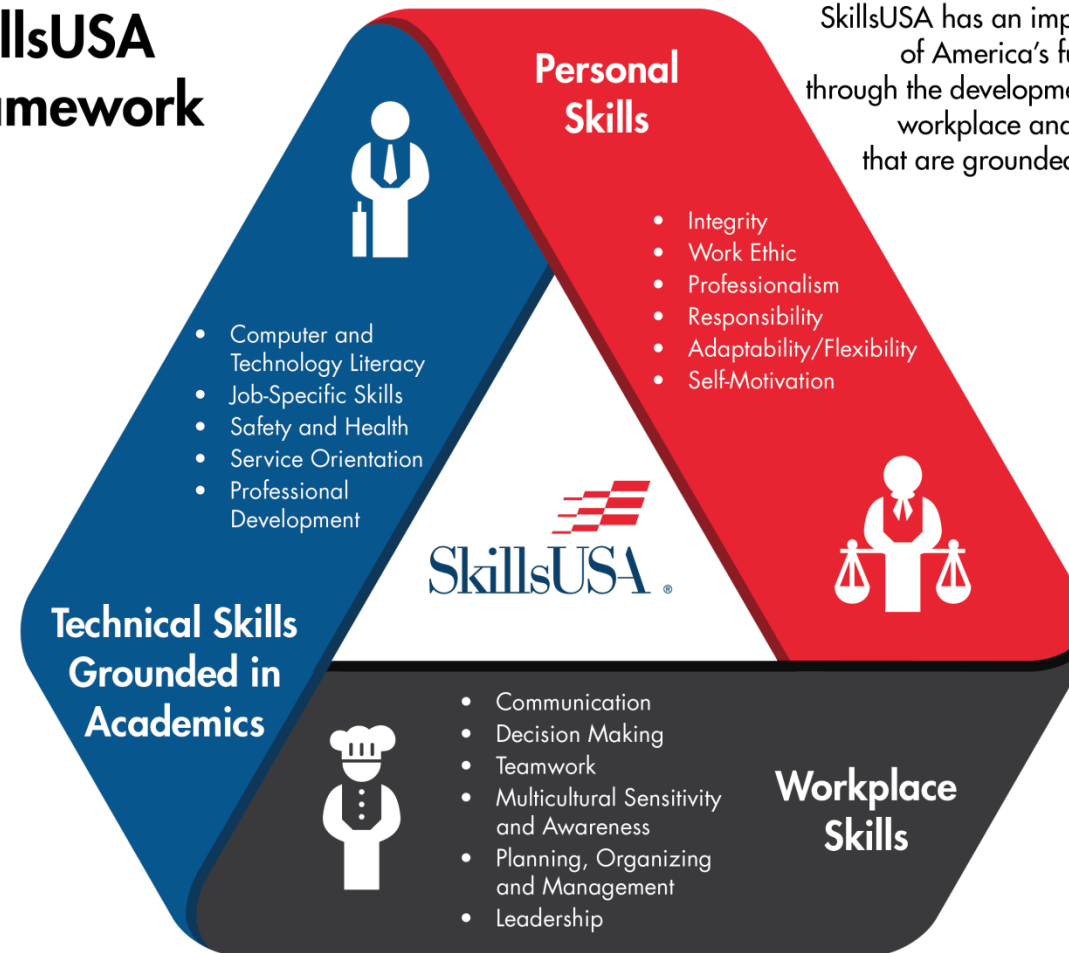 llsUSA
mework
SkillsUSA has an imp
of America's fu
through the developme
workplace and
that are grounded
Personal
Skills
• Integrity
• Work Ethic
• Professionalism
• Responsibility
• Adaptability/Flexibility
• Self-Motivation
• Computer and
Technology Literacy
• Job-Specific Skills
• Safety and Health
• Service Orientation
• Professional
Development
Technical Skills
Grounded in
Academics
SkillsUSA ®
• Communication
• Decision Making
• Teamwork
• Multicultural Sensitivity
and Awareness
• Planning, Organizing
and Management
• Leadership
Workplace
Skills